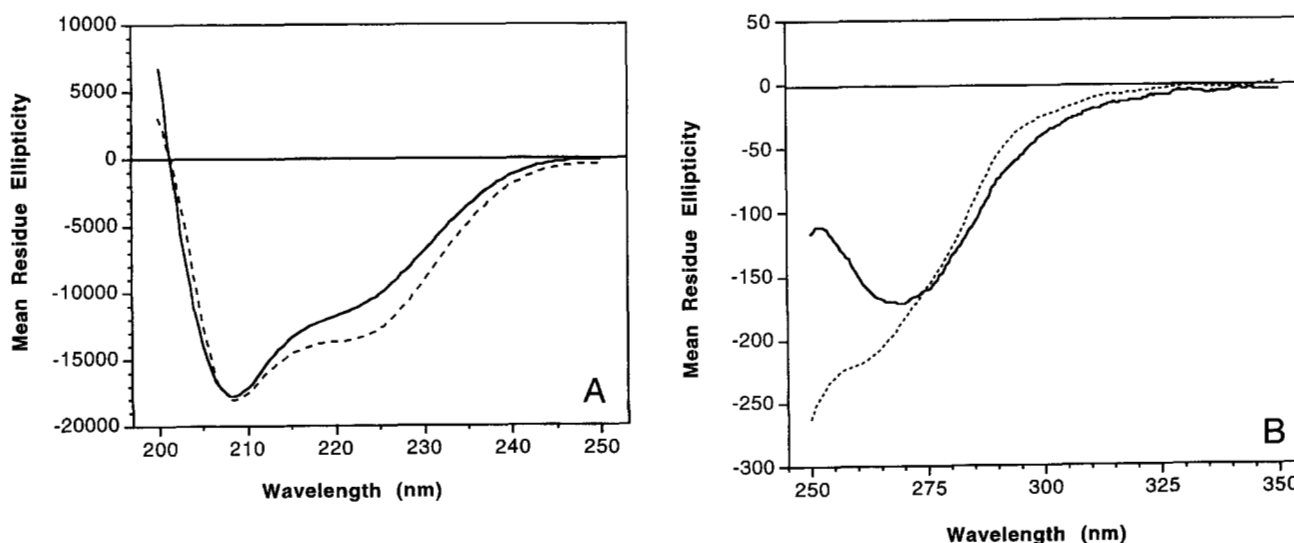 10000
5000
0
-5000
-10000
-15000
-20000
Mean Residue Ellipticity
200 210 220 230 240 250
Wavelength (nm)
A
50
0
-50
-100
-150
-200
-250
-300
Mean Residue Ellipticity
250 275 300 325 350
Wavelength (nm)
B